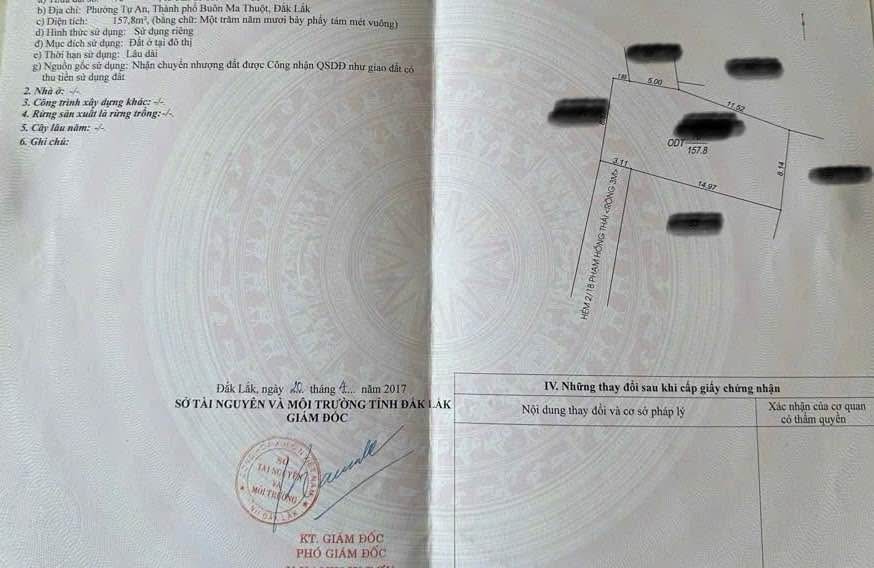 b) Địa chỉ: Phường Tự An, Thành phố Buôn Ma Thuột, Đắk Lắk
c) Diện tích: 157,8m², (bằng chữ: Một trăm năm mươi bảy phẩy tám mét vuông)
d) Hình thức sử dụng: Sử dụng riêng
đ) Mục đích sử dụng: Đất ở tại đô thị
e) Thời hạn sử dụng: Lâu dài
g) Nguồn gốc sử dụng: Nhận chuyển nhượng đất được Công nhận QSDĐ như giao đất có
thu tiền sử dụng đất
2. Nhà ở: -/-
3. Công trình xây dựng khác: -/-
4. Rừng sản xuất là rừng trồng: -/-.
5. Cây lâu năm: -/-
6. Ghi chú:
Đắk Lắk, ngày 20 tháng 4... năm 2017
SỞ TÀI NGUYÊN VÀ MÔI TRƯỜNG TỈNH ĐẮK LẮK
GIÁM ĐỐC
SỞ
TÀI NGUYÊN
VÀ
MÔI TRƯỜNG
KT. GIÁM ĐỐC
PHÓ GIÁM ĐỐC
5.00
11.52
ODT
157.8
8.14
3.11
14.97
HẺM 2/18 PHẠM HỒNG THÁI <RỘNG 3M>
IV. Những thay đổi sau khi cấp giấy chứng nhận
Nội dung thay đổi và cơ sở pháp lý
Xác nhận của cơ quan
có thẩm quyền